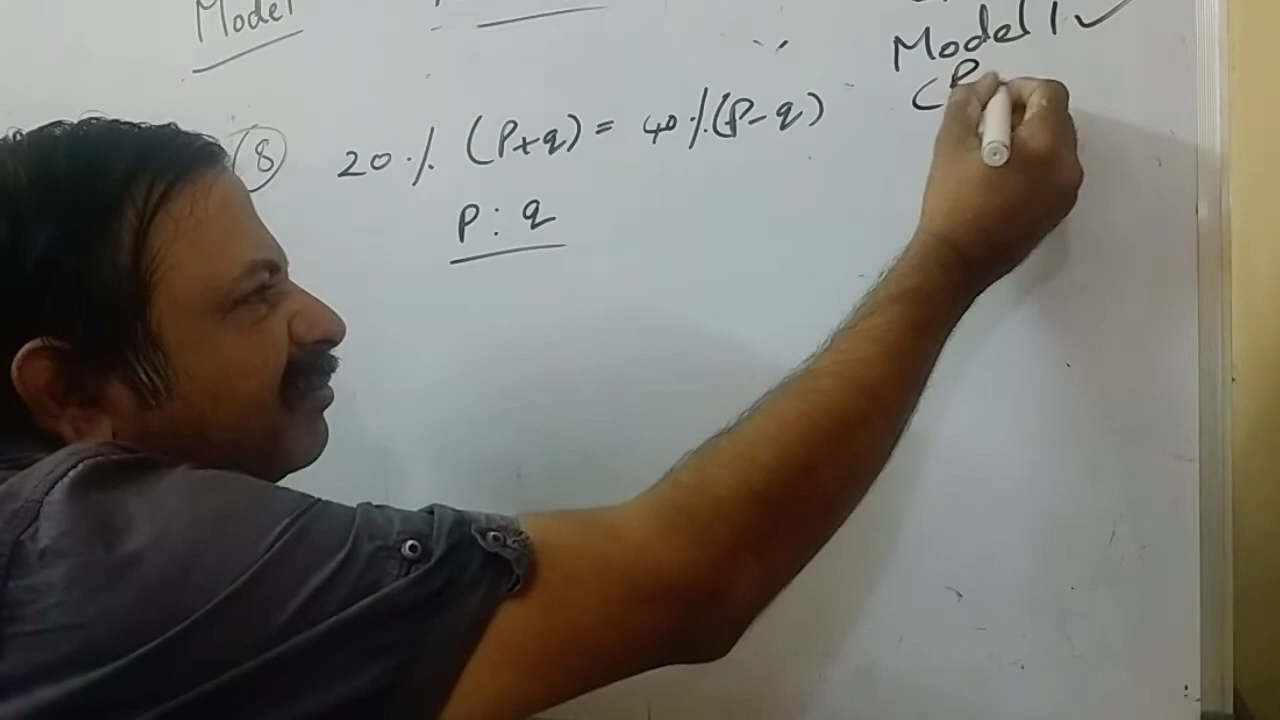 Model
Model 1 ✓
(P
(8) 20% (P+q) = 40% (P-q)
P : q